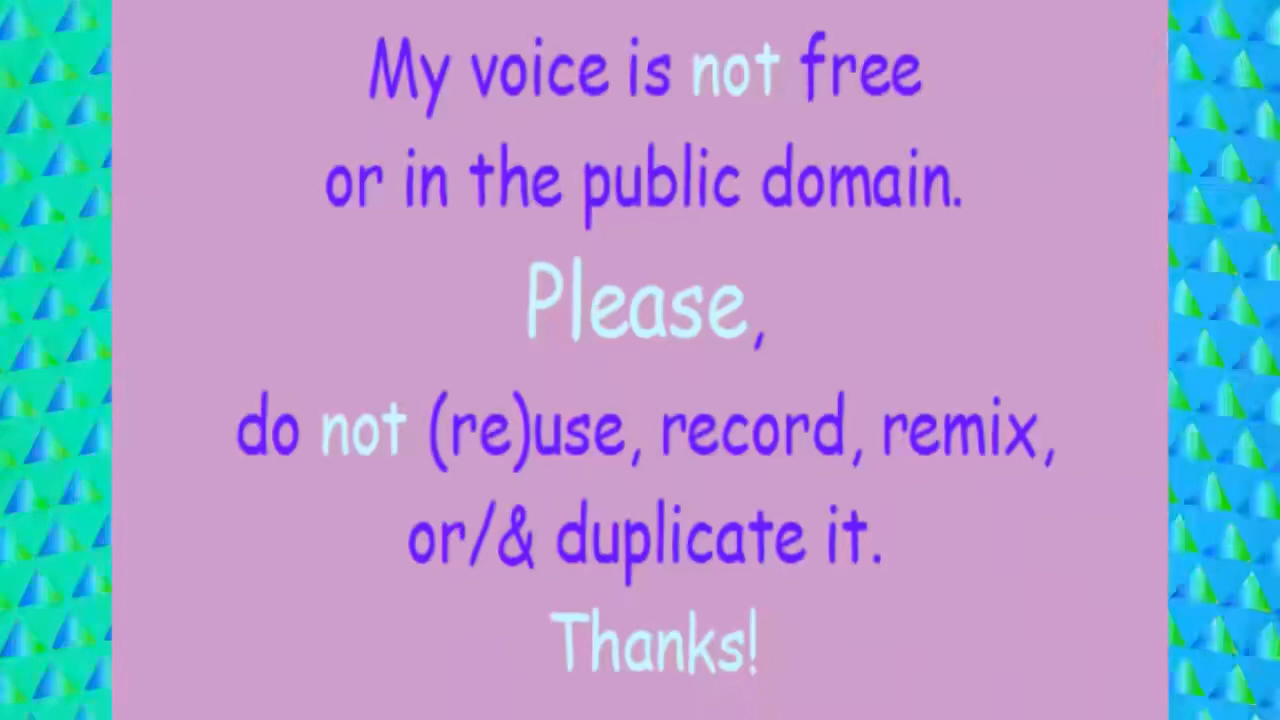 My voice is not free
or in the public domain.
Please,
do not (re)use, record, remix,
or/& duplicate it.
Thanks!